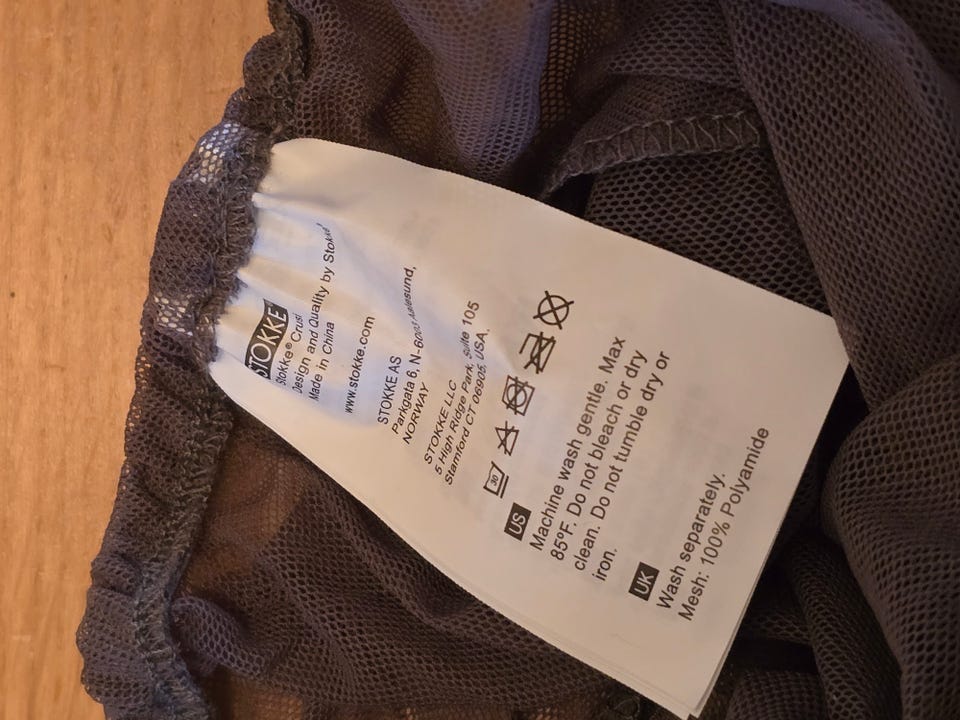 STOKKE
Stokke® Crusi
Design and Quality by Stokke®
Made in China
www.stokke.com
STOKKE AS
Parkgata 6, N-6003 Aalesund,
NORWAY
STOKKE LLC
5 High Ridge Park, Suite 105
Stamford CT 06905, USA.
30
US
Machine wash gentle. Max
85ºF. Do not bleach or dry
clean. Do not tumble dry or
iron.
UK
Wash separately.
Mesh: 100% Polyamide